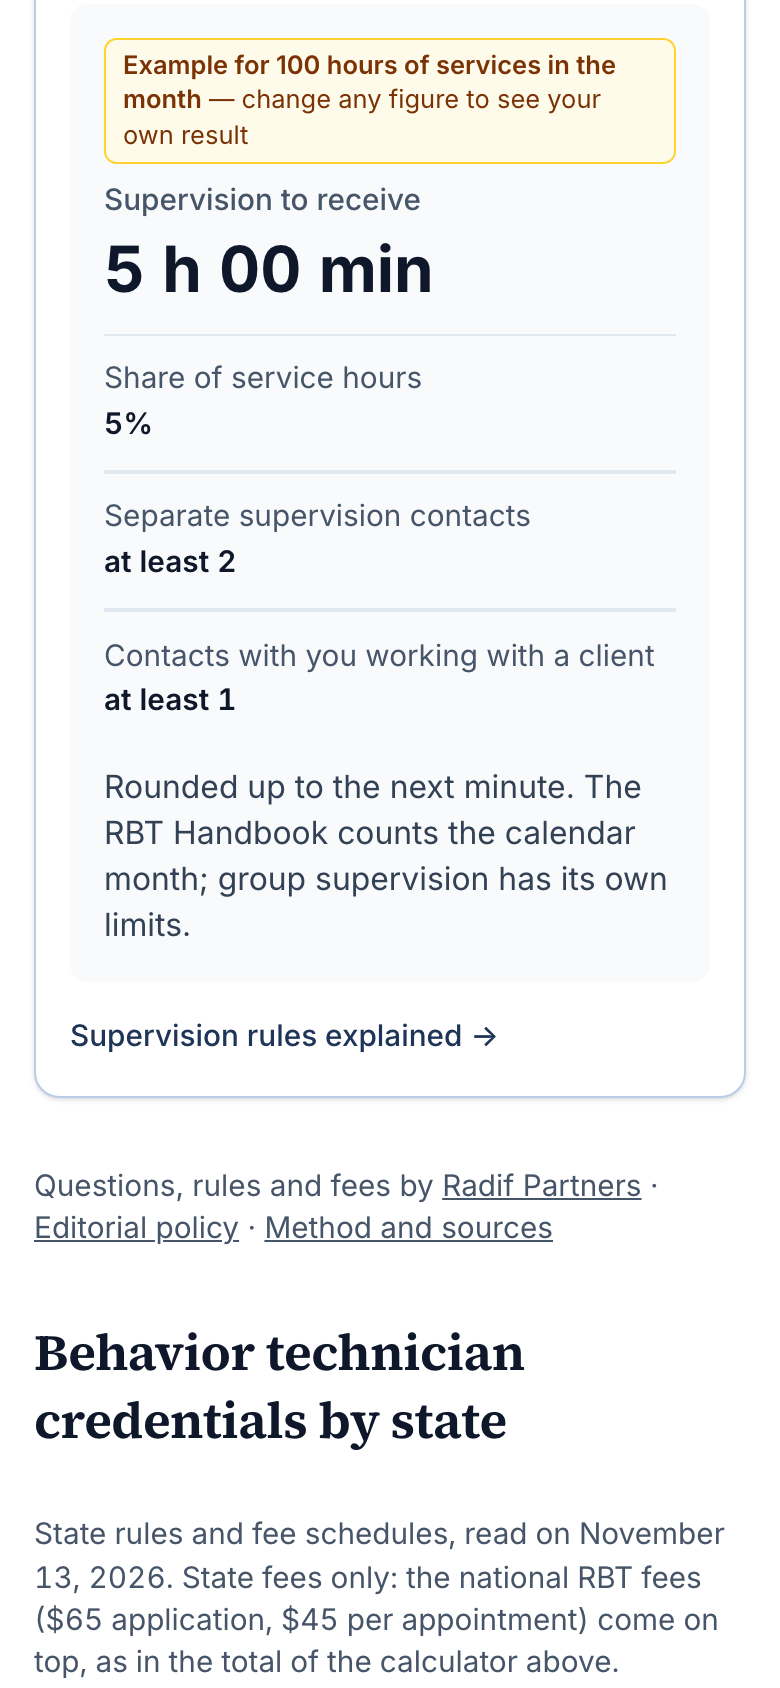 Example for 100 hours of services in the
month — change any figure to see your
own result
Supervision to receive
5 h 00 min
Share of service hours
5%
Separate supervision contacts
at least 2
Contacts with you working with a client
at least 1
Rounded up to the next minute. The
RBT Handbook counts the calendar
month; group supervision has its own
limits.
Supervision rules explained →
Questions, rules and fees by Radif Partners ·
Editorial policy · Method and sources
Behavior technician
credentials by state
State rules and fee schedules, read on November
13, 2026. State fees only: the national RBT fees
($65 application, $45 per appointment) come on
top, as in the total of the calculator above.